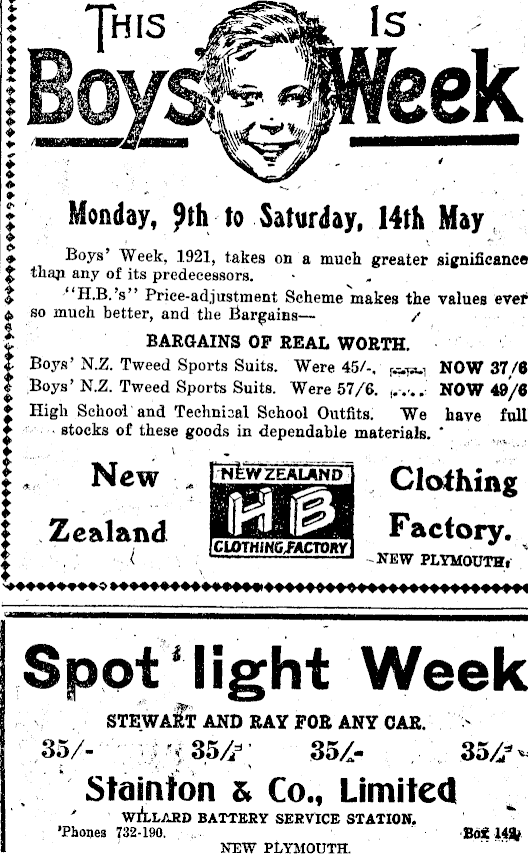 THIS IS
Boys' Week
Monday, 9th to Saturday, 14th May
Boys' Week, 1921, takes on a much greater significance
than any of its predecessors.
"H.B.'s" Price-adjustment Scheme makes the values ever
so much better, and the Bargains—
BARGAINS OF REAL WORTH.
Boys' N.Z. Tweed Sports Suits. Were 45/-. .... NOW 37/6
Boys' N.Z. Tweed Sports Suits. Were 57/6. .... NOW 49/6
High School and Technical School Outfits. We have full
stocks of these goods in dependable materials.
New Zealand
NEW ZEALAND
HB
CLOTHING FACTORY
Clothing Factory.
NEW PLYMOUTH.
Spot light Week
STEWART AND RAY FOR ANY CAR.
35/- 35/- 35/- 35/-
Stainton & Co., Limited
WILLARD BATTERY SERVICE STATION,
'Phones 732-190. Box 142,
NEW PLYMOUTH.